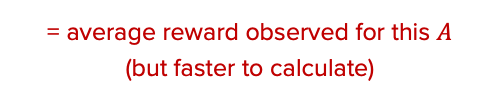 = average reward observed for this A
(but faster to calculate)